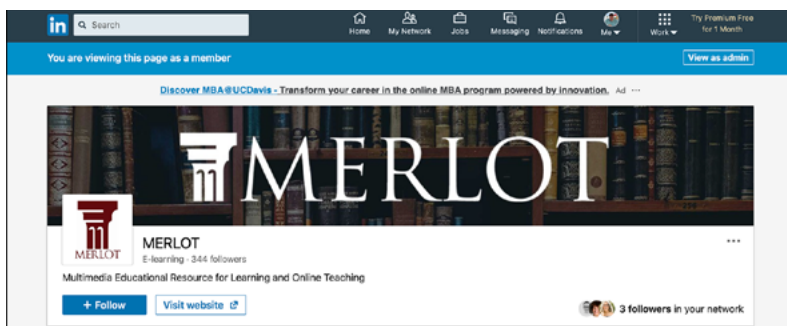 in Search
Home My Network Jobs Messaging Notifications Me Work Try Premium Free
for 1 Month
You are viewing this page as a member View as admin
Discover MBA@UCDavis - Transform your career in the online MBA program powered by innovation. Ad ...
MERLOT
MERLOT
MERLOT
E-learning · 344 followers
Multimedia Educational Resource for Learning and Online Teaching
+ Follow Visit website 3 followers in your network